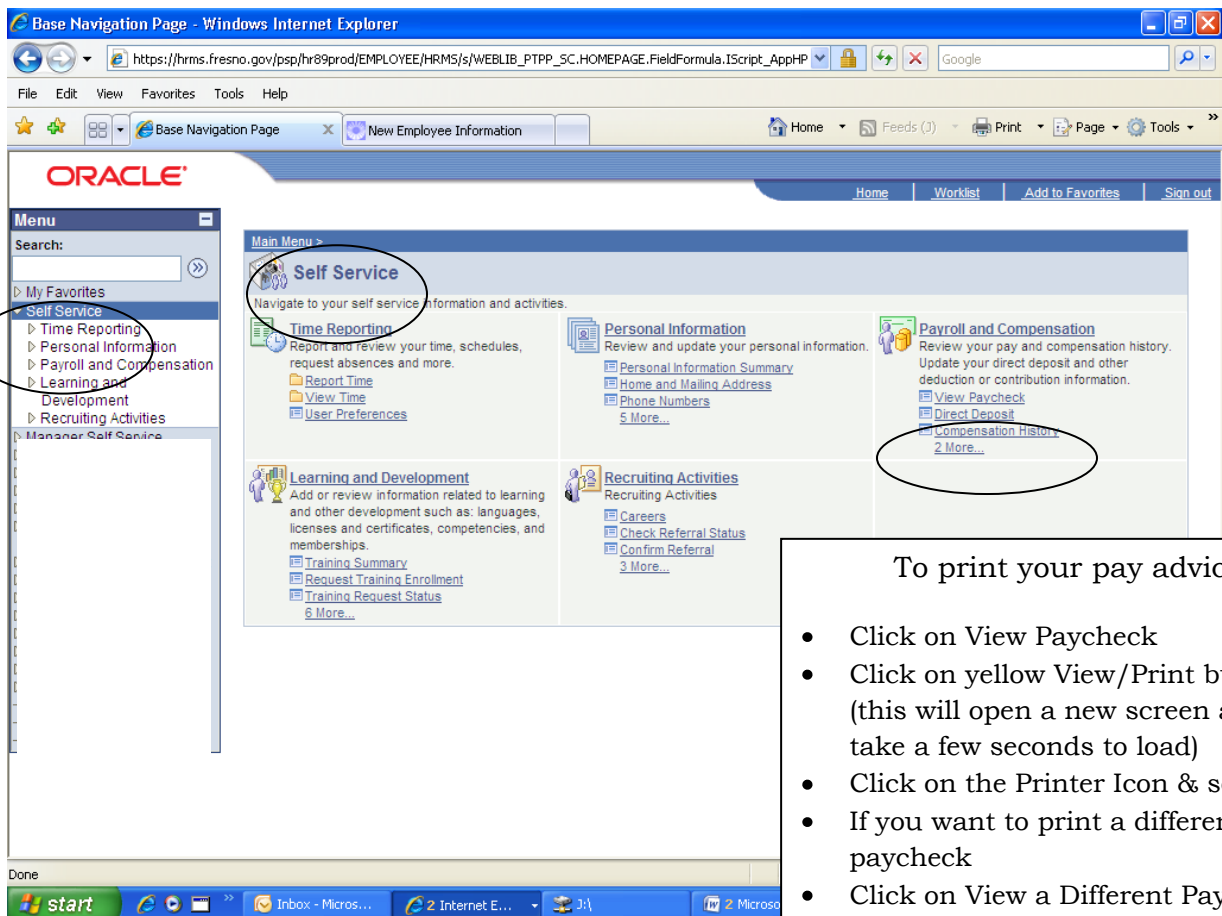 Base Navigation Page - Windows Internet Explorer
https://hrms.fresno.gov/psp/hr89prod/EMPLOYEE/HRMS/s/WEBLIB_PTPP_SC.HOMEPAGE.FieldFormula.IScript_AppHP
Google
File Edit View Favorites Tools Help
Base Navigation Page X New Employee Information
Home Feeds (J) Print Page Tools »
ORACLE
Home Worklist Add to Favorites Sign out
Menu
Search:
My Favorites
Self Service
Time Reporting
Personal Information
Payroll and Compensation
Learning and
Development
Recruiting Activities
Manager Self Service
Main Menu >
Self Service
Navigate to your self service information and activities.
Time Reporting
Report and review your time, schedules,
request absences and more.
Report Time
View Time
User Preferences
Personal Information
Review and update your personal information.
Personal Information Summary
Home and Mailing Address
Phone Numbers
5 More...
Payroll and Compensation
Review your pay and compensation history.
Update your direct deposit and other
deduction or contribution information.
View Paycheck
Direct Deposit
Compensation History
2 More...
Learning and Development
Add or review information related to learning
and other development such as: languages,
licenses and certificates, competencies, and
memberships.
Training Summary
Request Training Enrollment
Training Request Status
6 More...
Recruiting Activities
Recruiting Activities
Careers
Check Referral Status
Confirm Referral
3 More...
To print your pay
• Click on View Paycheck
• Click on yellow View/Print
(this will open a new screen
take a few seconds to load)
• Click on the Printer Icon &
• If you want to print a
paycheck
• Click on View a Different
Done
start » Inbox - Micros... 2 Internet E... J:\ 2